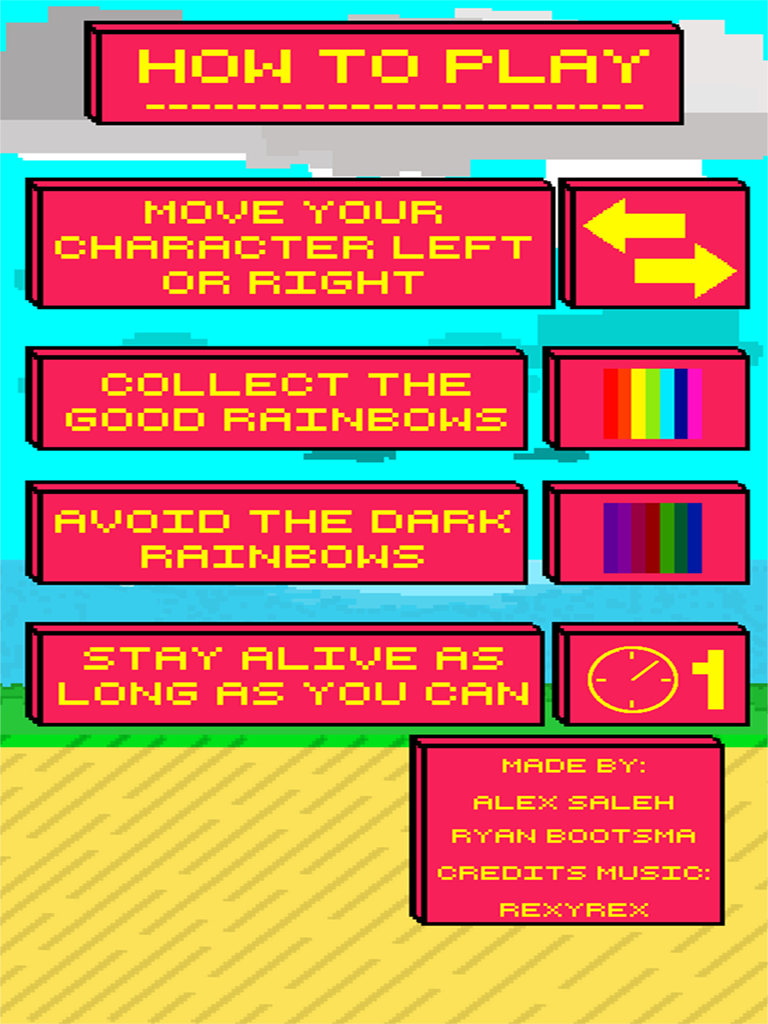 HOW TO PLAY
MOVE YOUR
CHARACTER LEFT
OR RIGHT
COLLECT THE
GOOD RAINBOWS
AVOID THE DARK
RAINBOWS
STAY ALIVE AS
LONG AS YOU CAN
1
MADE BY:
ALEX SALEH
RYAN BOOTSMA
CREDITS MUSIC:
REXYREX